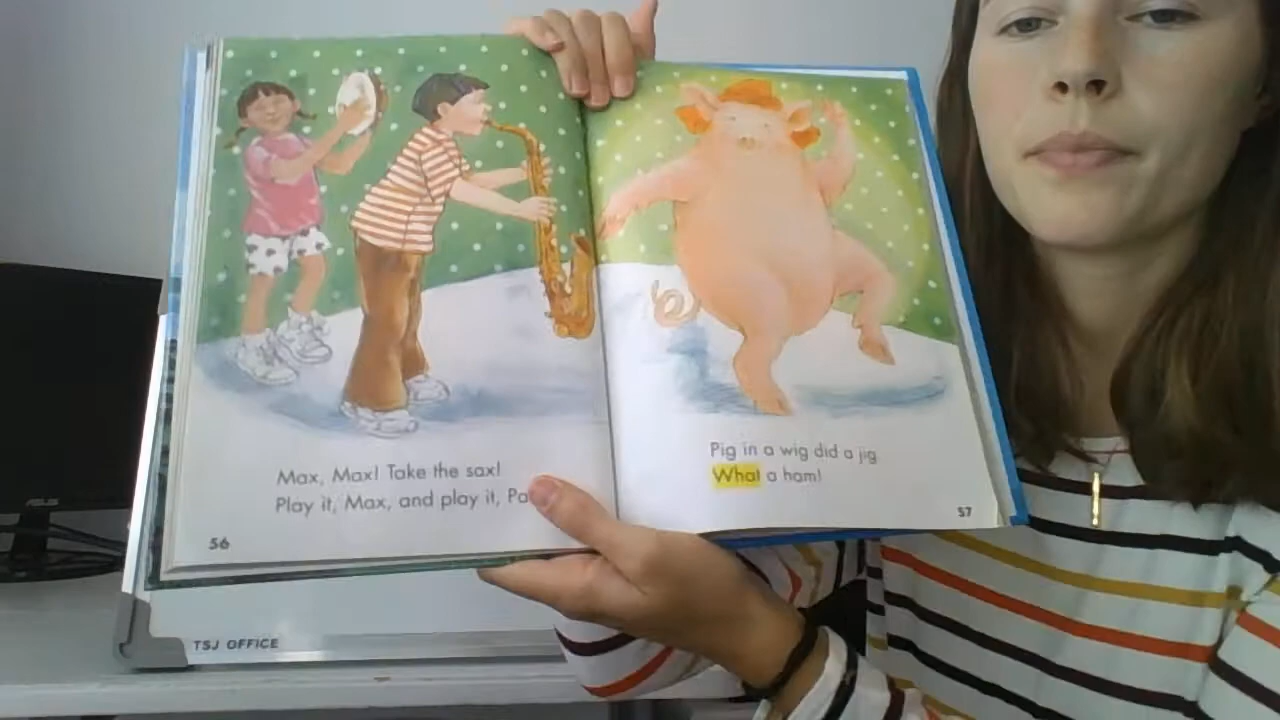 Max, Max! Take the sax!
Play it, Max, and play it,
56
Pig in a wig did a jig
What a ham!
57
TSJ OFFICE
ASUS